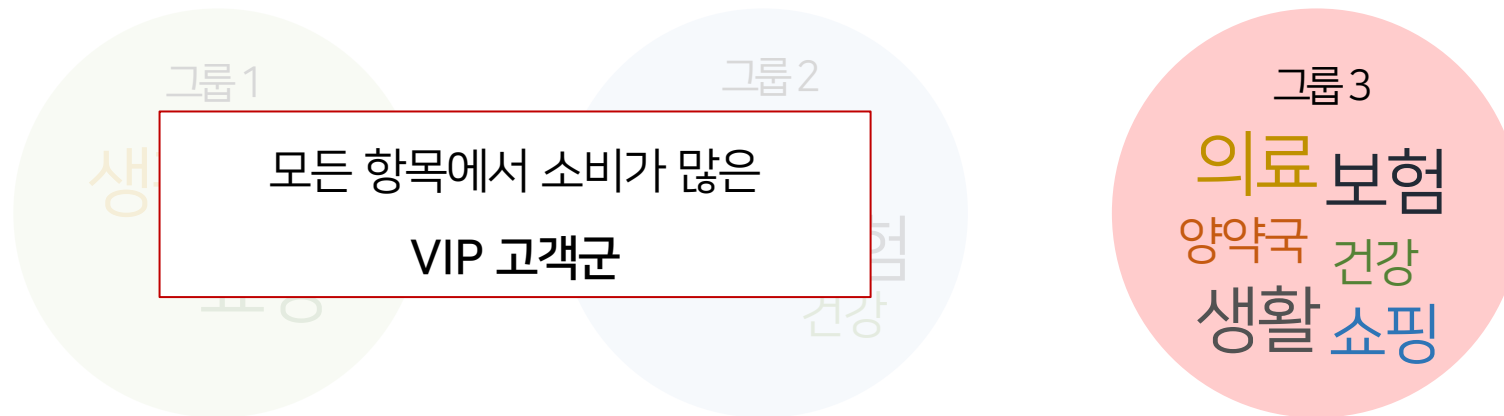 그룹 1
그룹 2
모든 항목에서 소비가 많은
VIP 고객군
건강
그룹 3
의료 보험
양약국 건강
생활 쇼핑